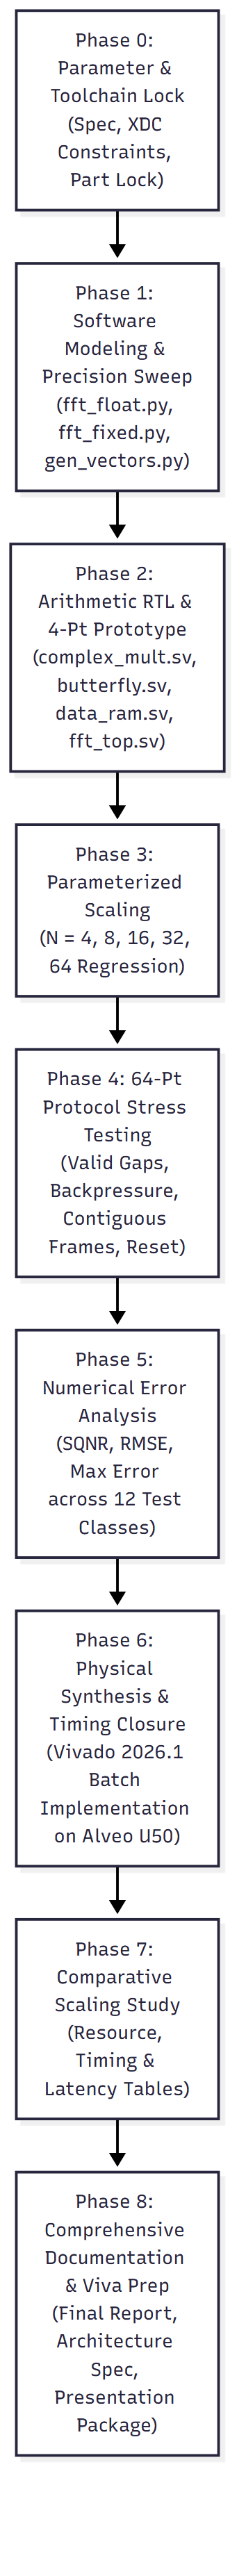 Phase 0:
Parameter &
Toolchain Lock
(Spec, XDC
Constraints,
Part Lock)
Phase 1:
Software
Modeling &
Precision Sweep
(fft_float.py,
fft_fixed.py,
gen_vectors.py)
Phase 2:
Arithmetic RTL &
4-Pt Prototype
(complex_mult.sv,
butterfly.sv,
data_ram.sv,
fft_top.sv)
Phase 3:
Parameterized
Scaling
(N = 4, 8, 16, 32,
64 Regression)
Phase 4: 64-Pt
Protocol Stress
Testing
(Valid Gaps,
Backpressure,
Contiguous
Frames, Reset)
Phase 5:
Numerical Error
Analysis
(SQNR, RMSE,
Max Error
across 12 Test
Classes)
Phase 6:
Physical
Synthesis &
Timing Closure
(Vivado 2026.1
Batch
Implementation
on Alveo U50)
Phase 7:
Comparative
Scaling Study
(Resource,
Timing &
Latency Tables)
Phase 8:
Comprehensive
Documentation
& Viva Prep
(Final Report,
Architecture
Spec,
Presentation
Package)